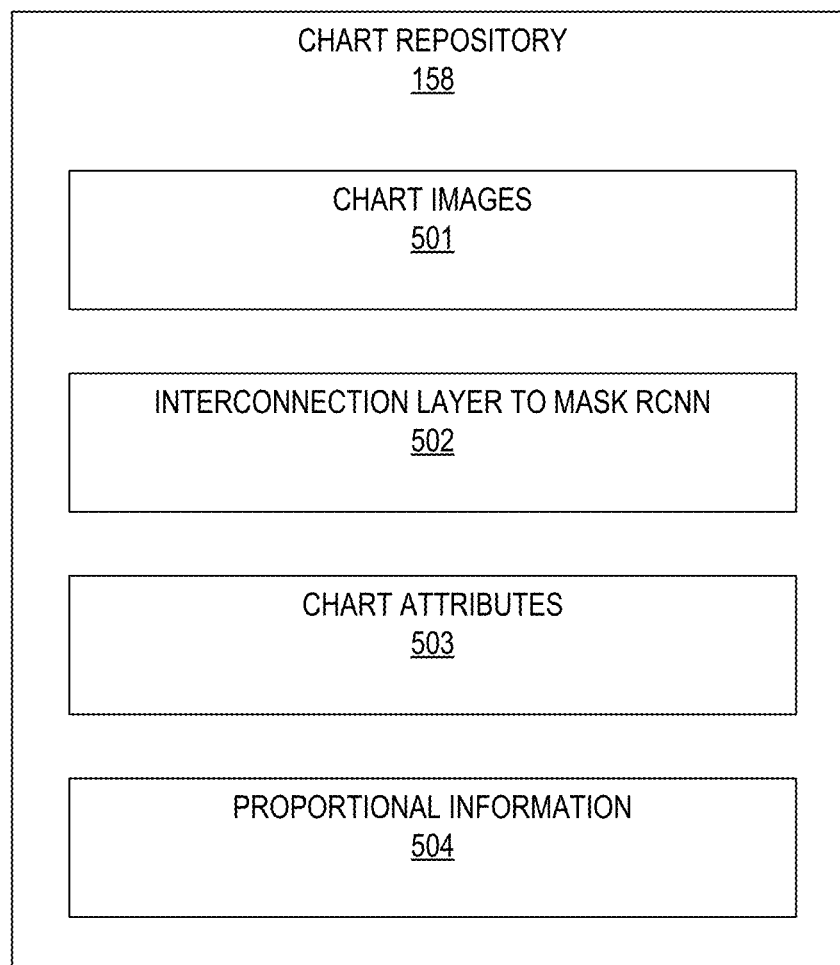 CHART REPOSITORY
158
CHART IMAGES
501
INTERCONNECTION LAYER TO MASK RCNN
502
CHART ATTRIBUTES
503
PROPORTIONAL INFORMATION
504